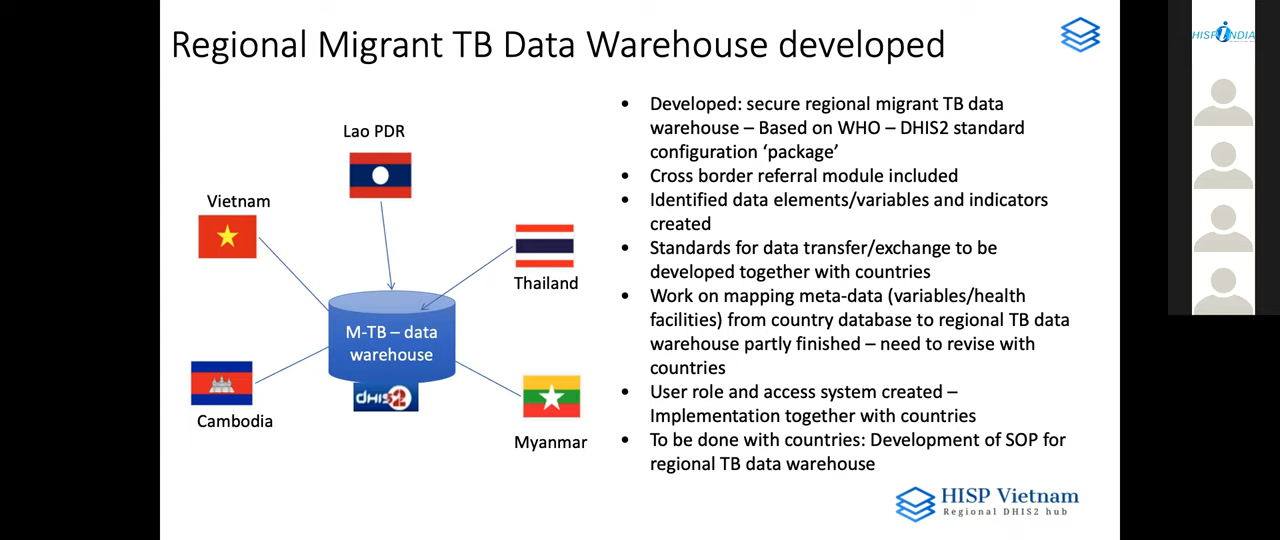 Regional Migrant TB Data Warehouse developed
Lao PDR
Vietnam
Thailand
M-TB – data
warehouse
dhis2
Cambodia
Myanmar
• Developed: secure regional migrant TB data
warehouse – Based on WHO – DHIS2 standard
configuration ‘package’
• Cross border referral module included
• Identified data elements/variables and indicators
created
• Standards for data transfer/exchange to be
developed together with countries
• Work on mapping meta-data (variables/health
facilities) from country database to regional TB data
warehouse partly finished – need to revise with
countries
• User role and access system created –
Implementation together with countries
• To be done with countries: Development of SOP for
regional TB data warehouse
HISP Vietnam
Regional DHIS2 hub
HISP INDIA